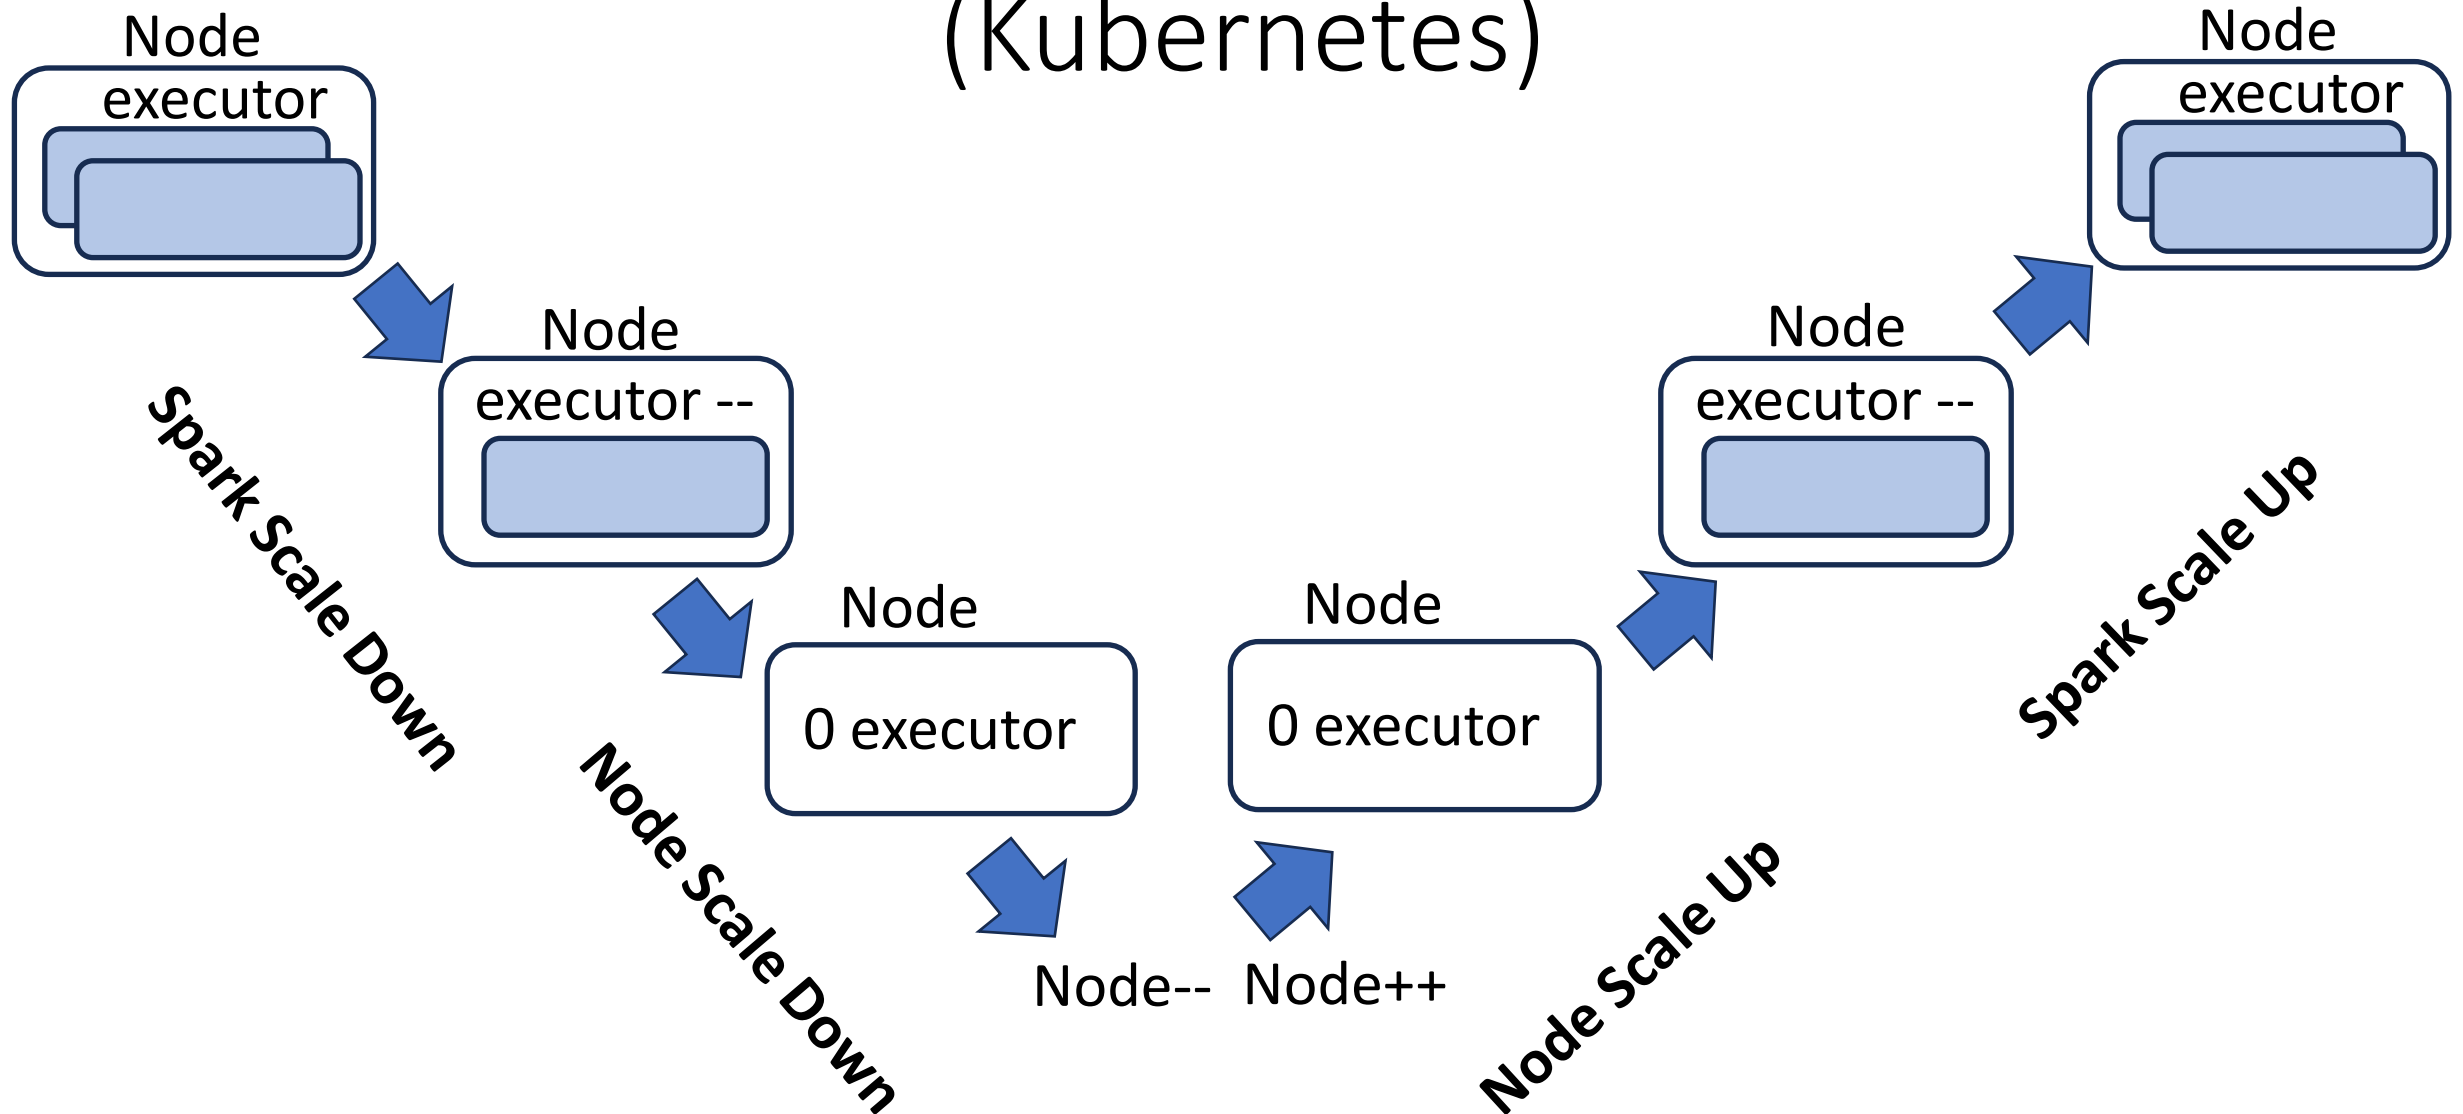 (Kubernetes)
Node
executor
Node
executor --
Node
0 executor
Node--
Spark Scale Down
Node Scale Down
Node++
Node
0 executor
Node
executor --
Node
executor
Node Scale Up
Spark Scale Up